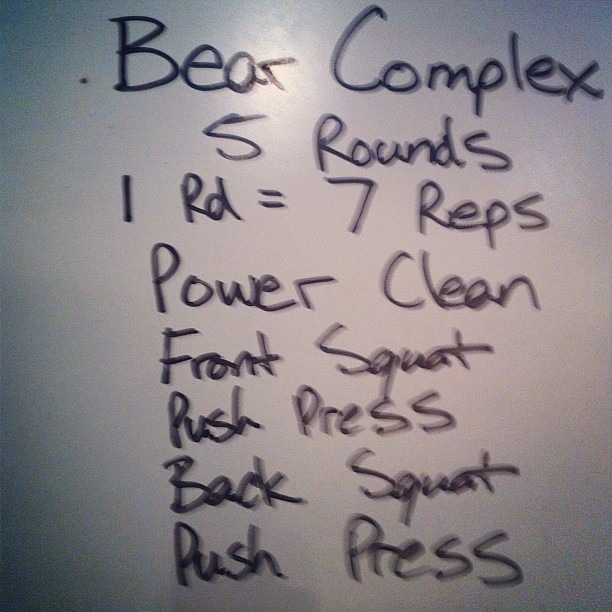 Bear Complex
5 Rounds
1 Rd = 7 Reps
Power Clean
Front Squat
Push Press
Back Squat
Push Press